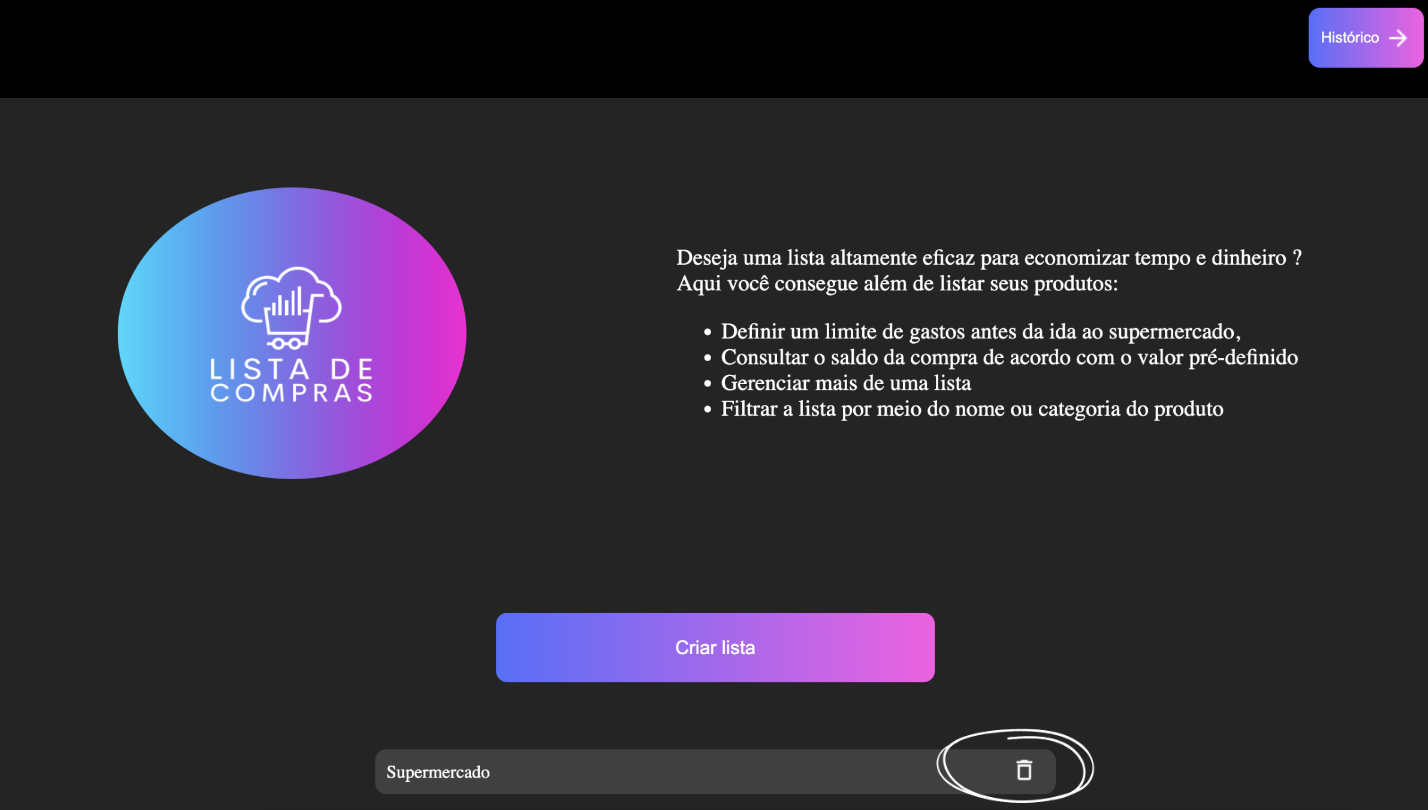 Histórico
LISTA DE
COMPRAS
Deseja uma lista altamente eficaz para economizar tempo e dinheiro ?
Aqui você consegue além de listar seus produtos:
• Definir um limite de gastos antes da ida ao supermercado,
• Consultar o saldo da compra de acordo com o valor pré-definido
• Gerenciar mais de uma lista
• Filtrar a lista por meio do nome ou categoria do produto
Criar lista
Supermercado